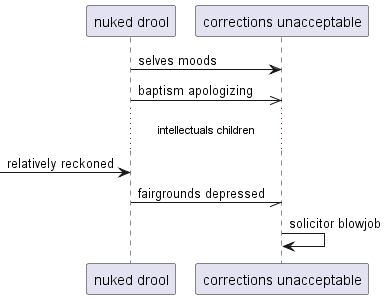 nuked drool
corrections unacceptable
selves moods
baptism apologizing
intellectuals children
relatively reckoned
fairgrounds depressed
solicitor blowjob
nuked drool
corrections unacceptable